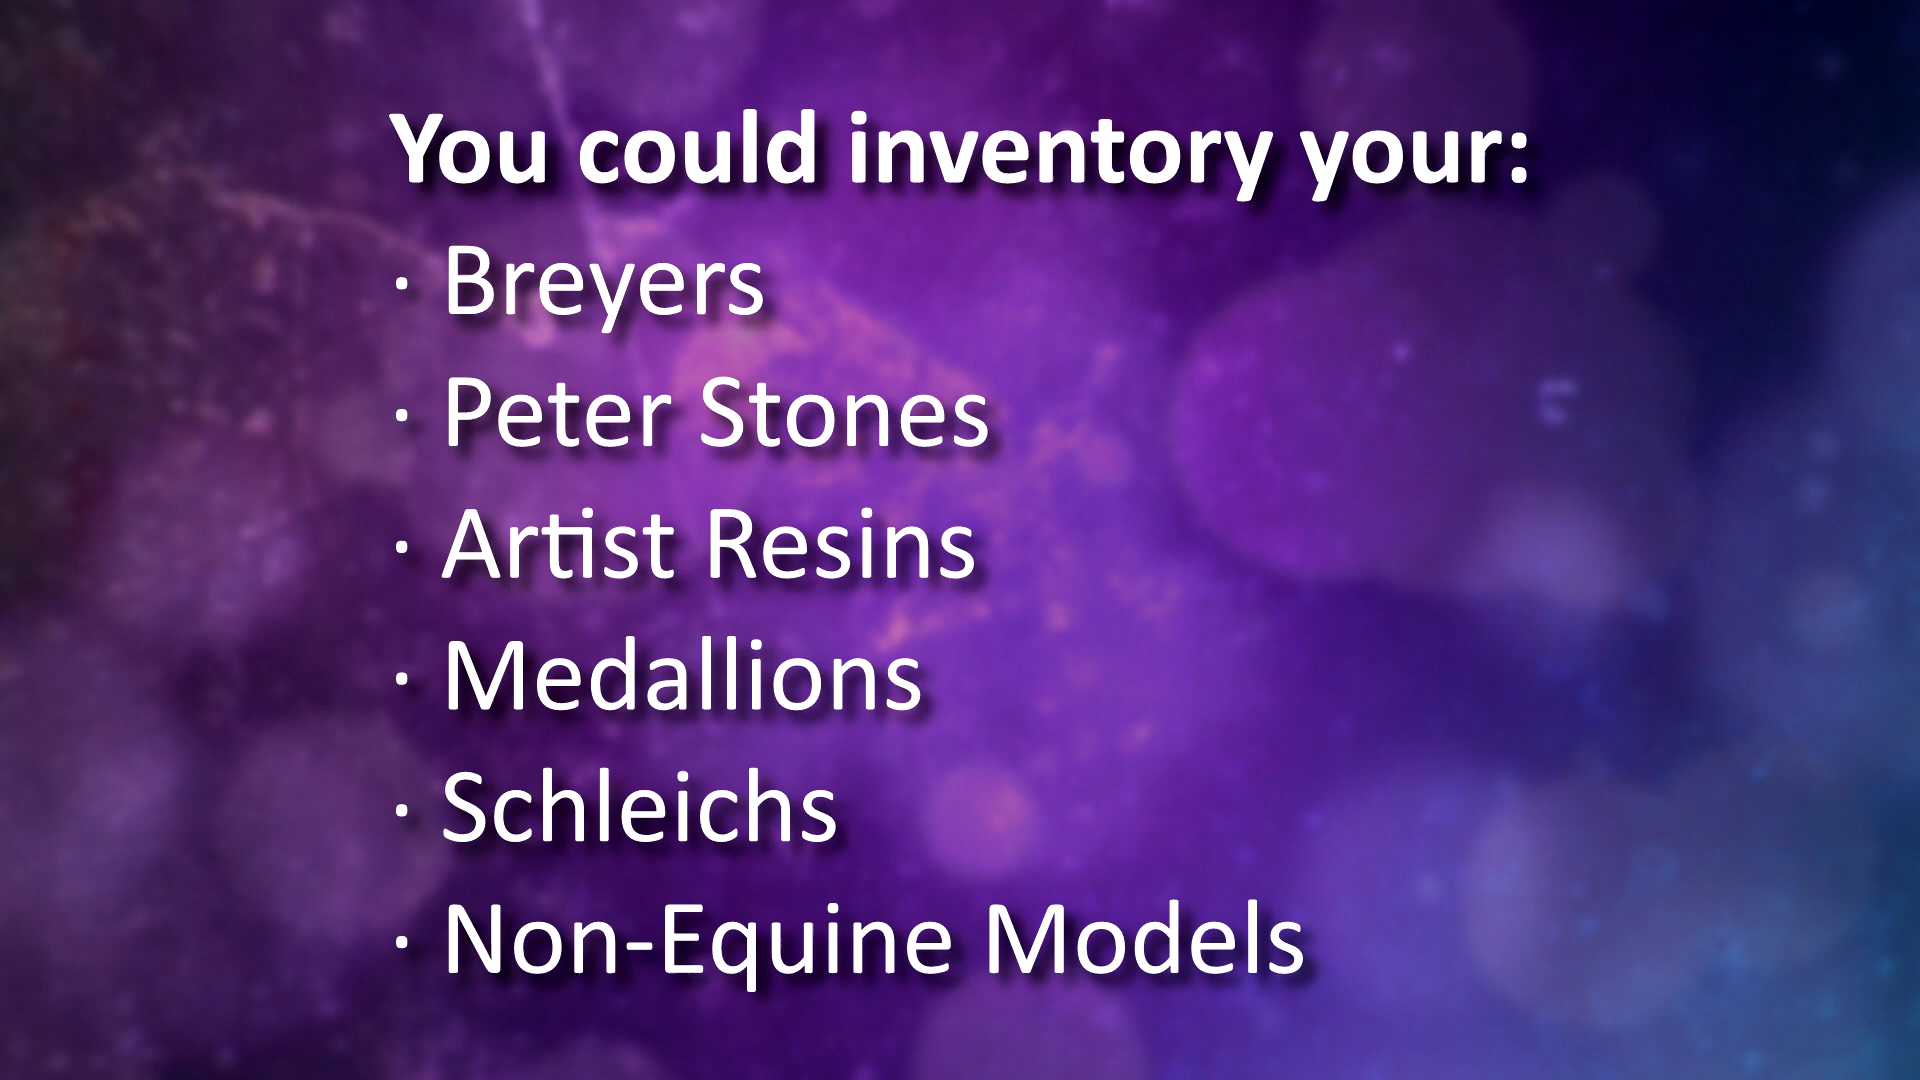 You could inventory your:
· Breyers
· Peter Stones
· Artist Resins
· Medallions
· Schleichs
· Non-Equine Models